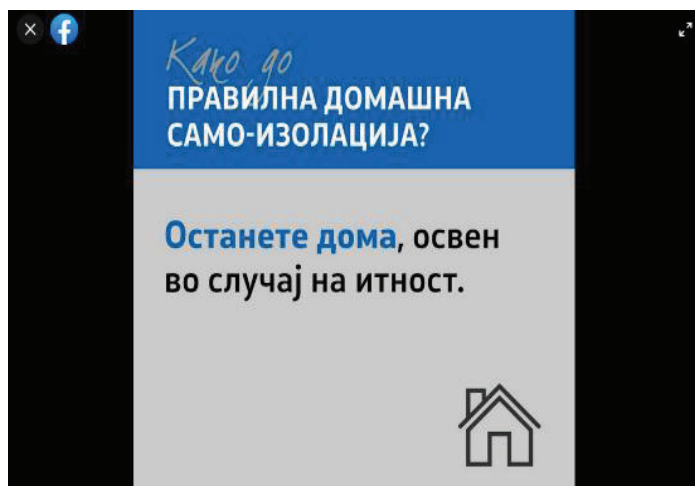 Како до
ПРАВИЛНА ДОМАШНА
САМО-ИЗОЛАЦИЈА?
Останете дома, освен
во случај на итност.